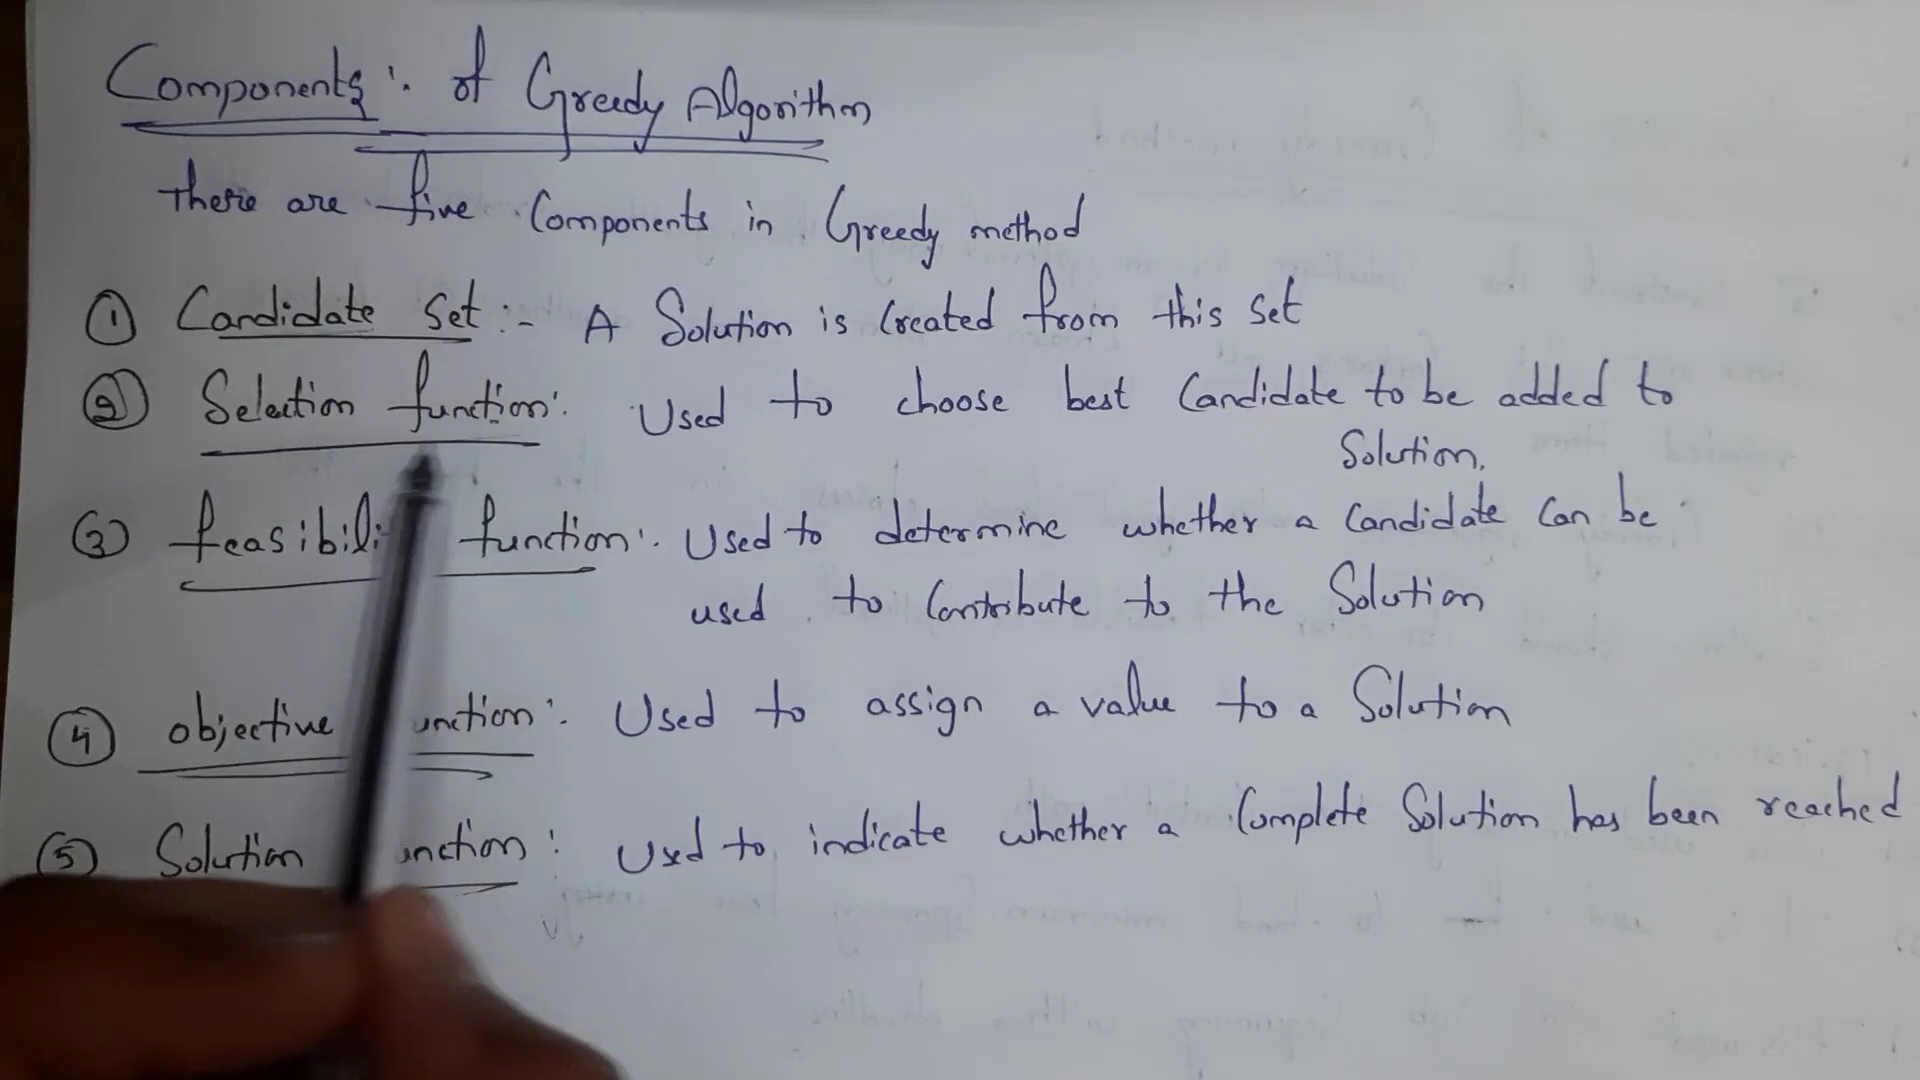 Components :. of Greedy Algorithm
There are five Components in Greedy method
① Candidate Set :- A Solution is Created from this set
② Selection function :. Used to choose best Candidate to be added to
Solution.
③ feasibili function :. Used to determine whether a Candidate Can be
used to Contribute to the Solution
④ objective unction :. Used to assign a value to a Solution
⑤ Solution unction : Used to indicate whether a Complete Solution has been reached